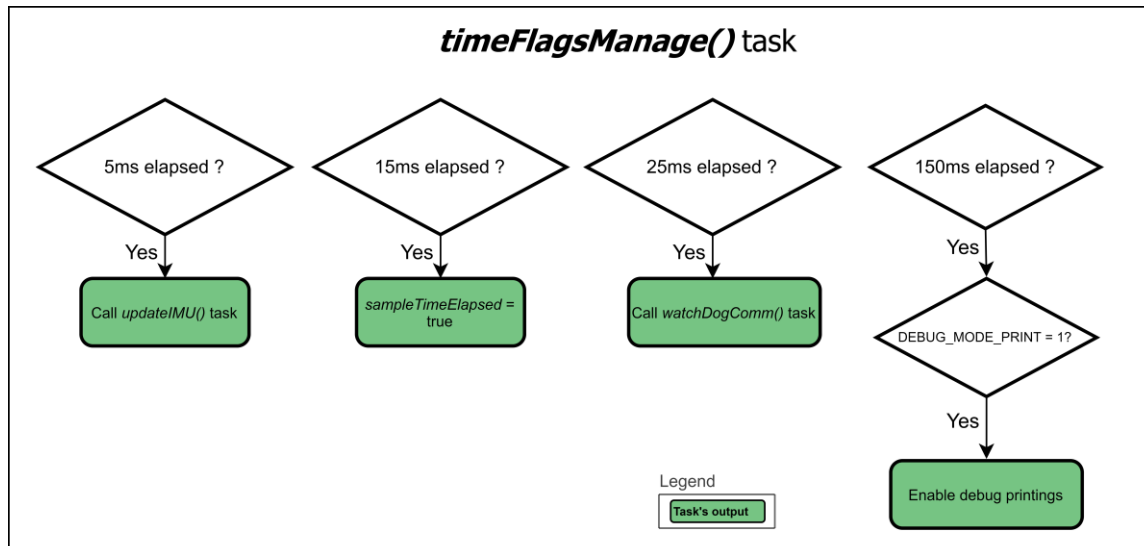 timeFlagsManage() task
5ms elapsed ?
15ms elapsed ?
25ms elapsed ?
150ms elapsed ?
Yes
Yes
Yes
Yes
Call updateIMU() task
sampleTimeElapsed =
true
Call watchDogComm() task
DEBUG_MODE_PRINT = 1?
Yes
Legend
Task's output
Enable debug printings